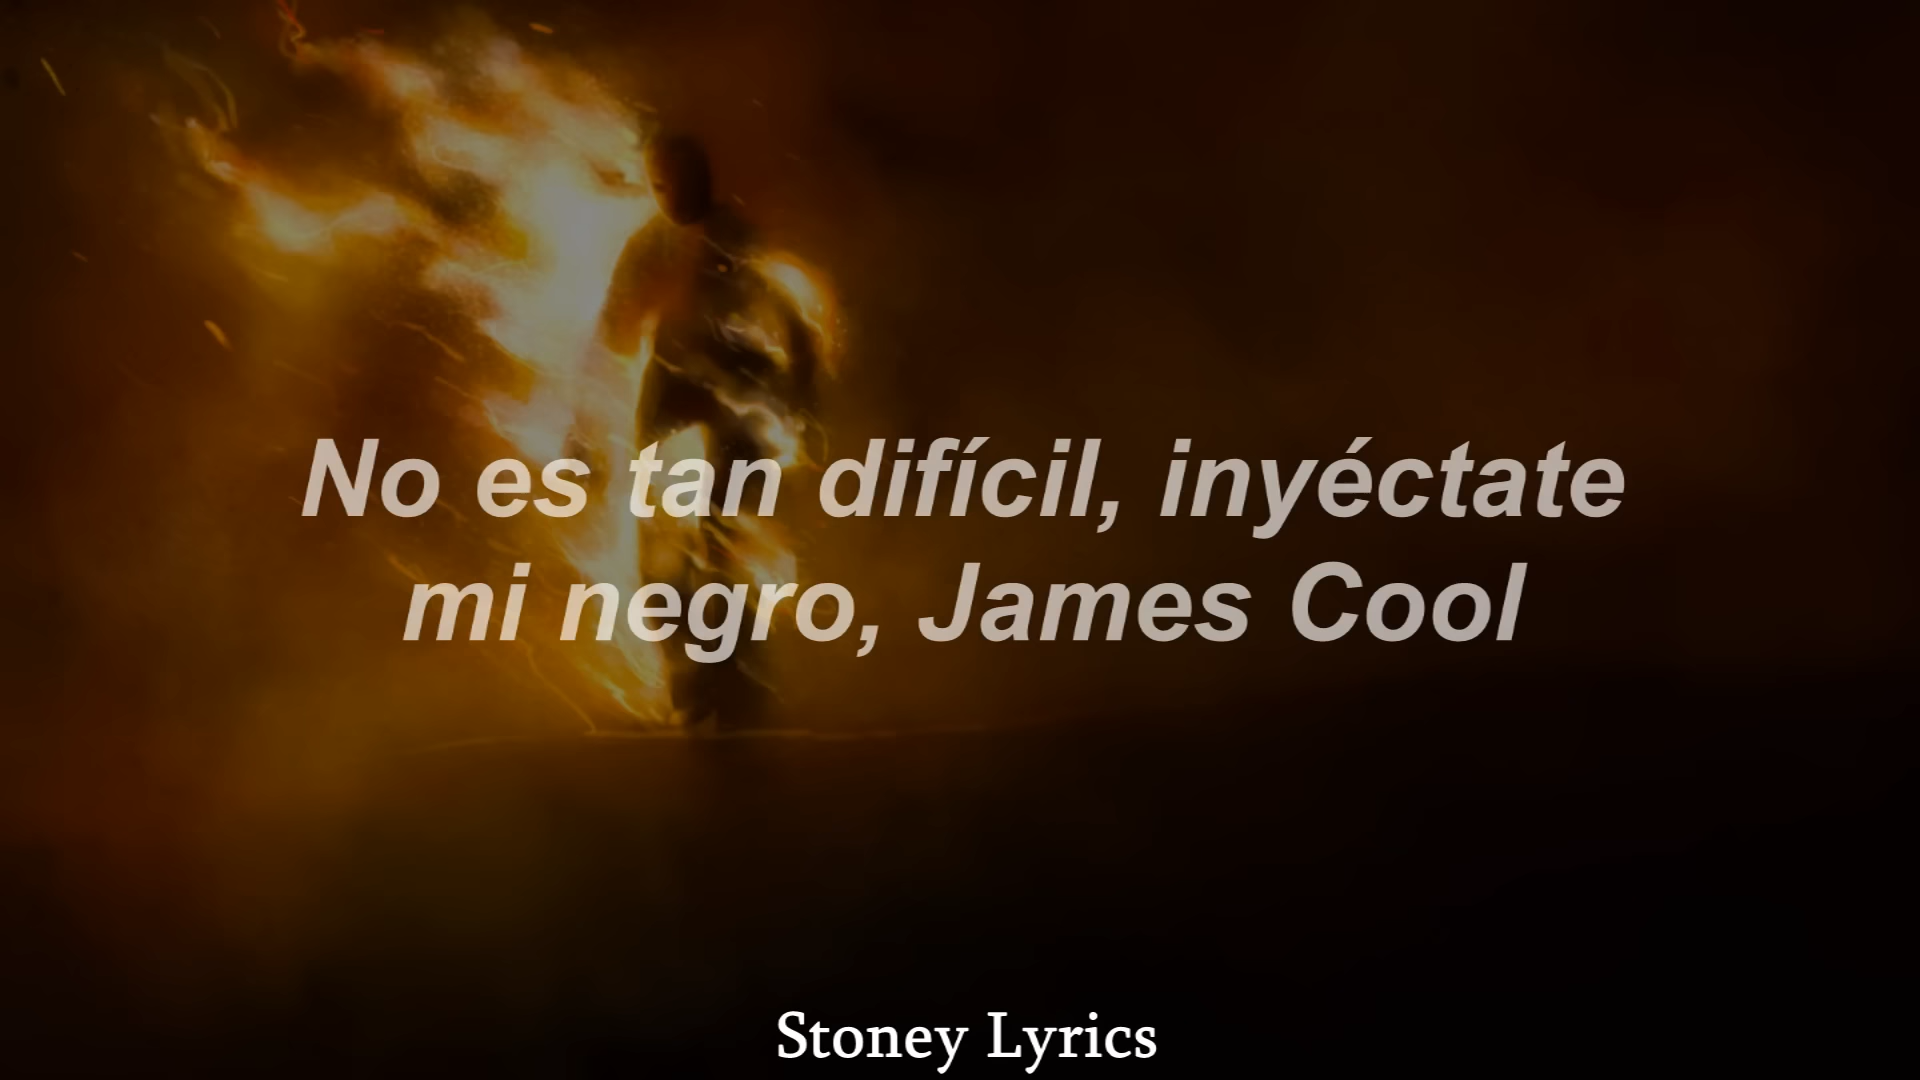 No es tan difícil, inyéctate
mi negro, James Cool
Stoney Lyrics